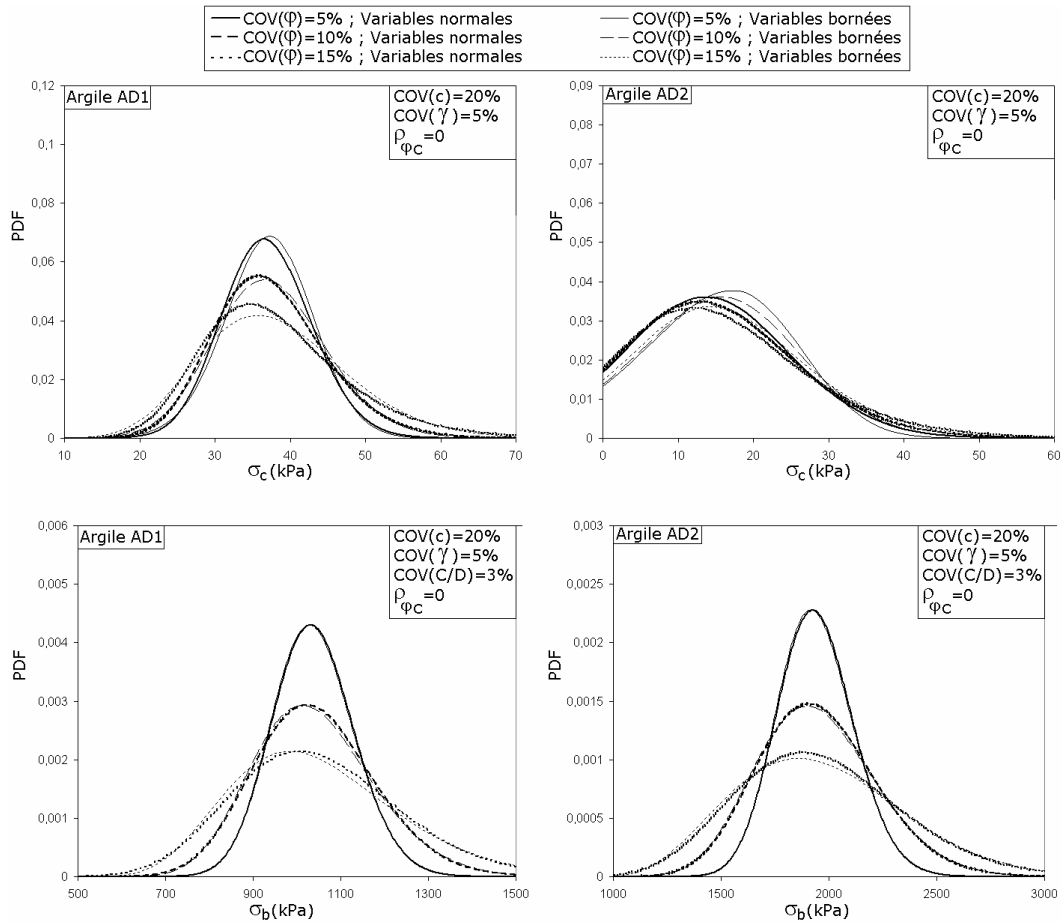 COV(φ)=5% ; Variables normales
COV(φ)=5% ; Variables bornées
COV(φ)=10% ; Variables normales
COV(φ)=10% ; Variables bornées
COV(φ)=15% ; Variables normales
COV(φ)=15% ; Variables bornées
Argile AD1
COV(c)=20%
COV(γ)=5%
ρφc=0
PDF
0,12
0,1
0,08
0,06
0,04
0,02
0
10 20 30 40 50 60 70
σc(kPa)
Argile AD2
COV(c)=20%
COV(γ)=5%
ρφc=0
PDF
0,09
0,08
0,07
0,06
0,05
0,04
0,03
0,02
0,01
0
0 10 20 30 40 50 60
σc(kPa)
Argile AD1
COV(c)=20%
COV(γ)=5%
COV(C/D)=3%
ρφc=0
PDF
0,006
0,005
0,004
0,003
0,002
0,001
0
500 700 900 1100 1300 1500
σb(kPa)
Argile AD2
COV(c)=20%
COV(γ)=5%
COV(C/D)=3%
ρφc=0
PDF
0,003
0,0025
0,002
0,0015
0,001
0,0005
0
1000 1500 2000 2500 3000
σb(kPa)